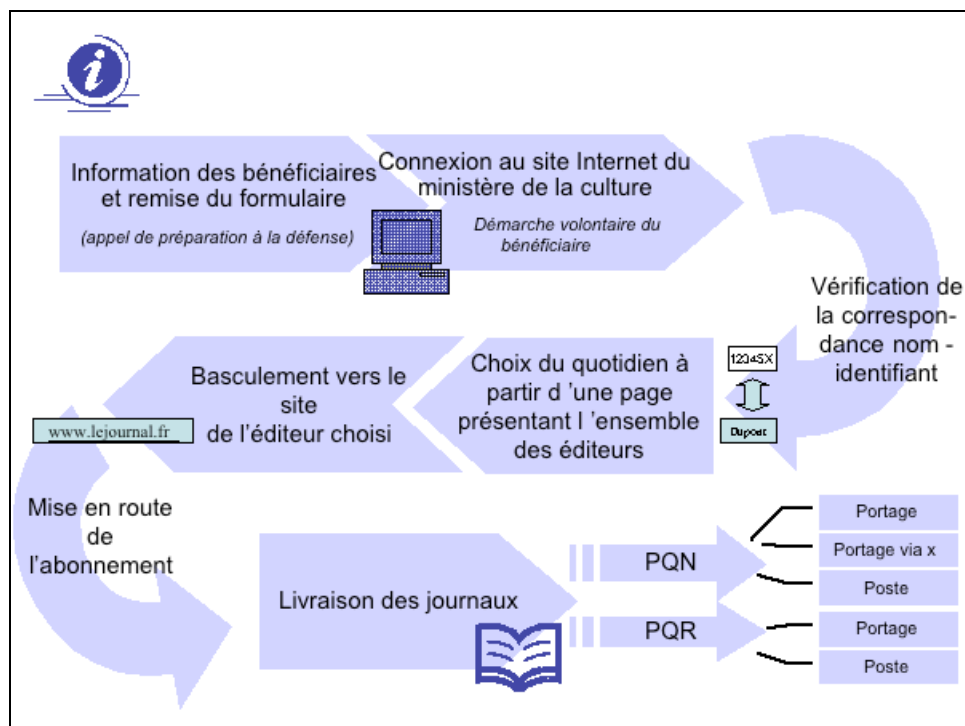 Information des bénéficiaires
et remise du formulaire
(appel de préparation à la défense)
Connexion au site Internet du
ministère de la culture
Démarche volontaire du
bénéficiaire
Vérification de
la correspon-
dance nom -
identifiant
12345X
Dupont
Choix du quotidien à
partir d ’une page
présentant l ’ensemble
des éditeurs
Basculement vers le
site
de l’éditeur choisi
www.lejournal.fr
Mise en route
de
l’abonnement
Livraison des journaux
PQN
Portage
Portage via x
Poste
PQR
Portage
Poste